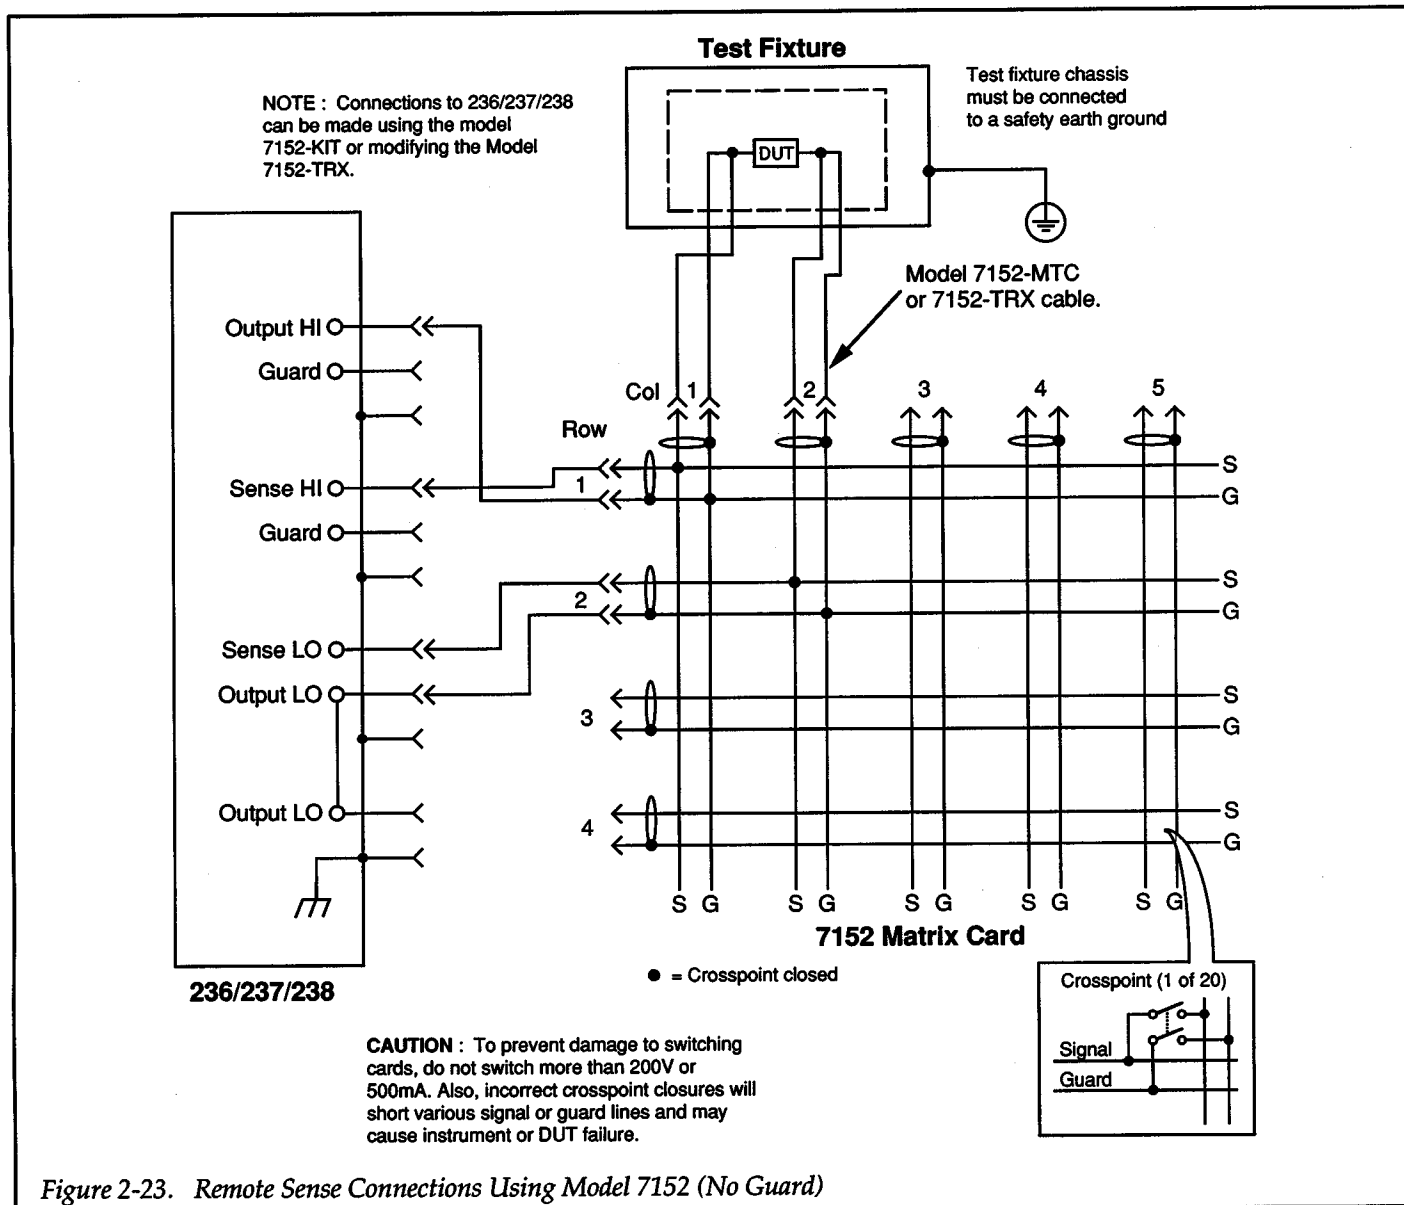 Test Fixture
NOTE : Connections to 236/237/238
can be made using the model
7152-KIT or modifying the Model
7152-TRX.
Test fixture chassis
must be connected
to a safety earth ground
DUT
Model 7152-MTC
or 7152-TRX cable.
Output HI
Guard
Sense HI
Guard
Sense LO
Output LO
Output LO
236/237/238
Col 1 2 3 4 5
Row
1
S
G
2
S
G
3
S
G
4
S
G
S G S G S G S G S G
7152 Matrix Card
= Crosspoint closed
Crosspoint (1 of 20)
Signal
Guard
CAUTION : To prevent damage to switching
cards, do not switch more than 200V or
500mA. Also, incorrect crosspoint closures will
short various signal or guard lines and may
cause instrument or DUT failure.
Figure 2-23. Remote Sense Connections Using Model 7152 (No Guard)